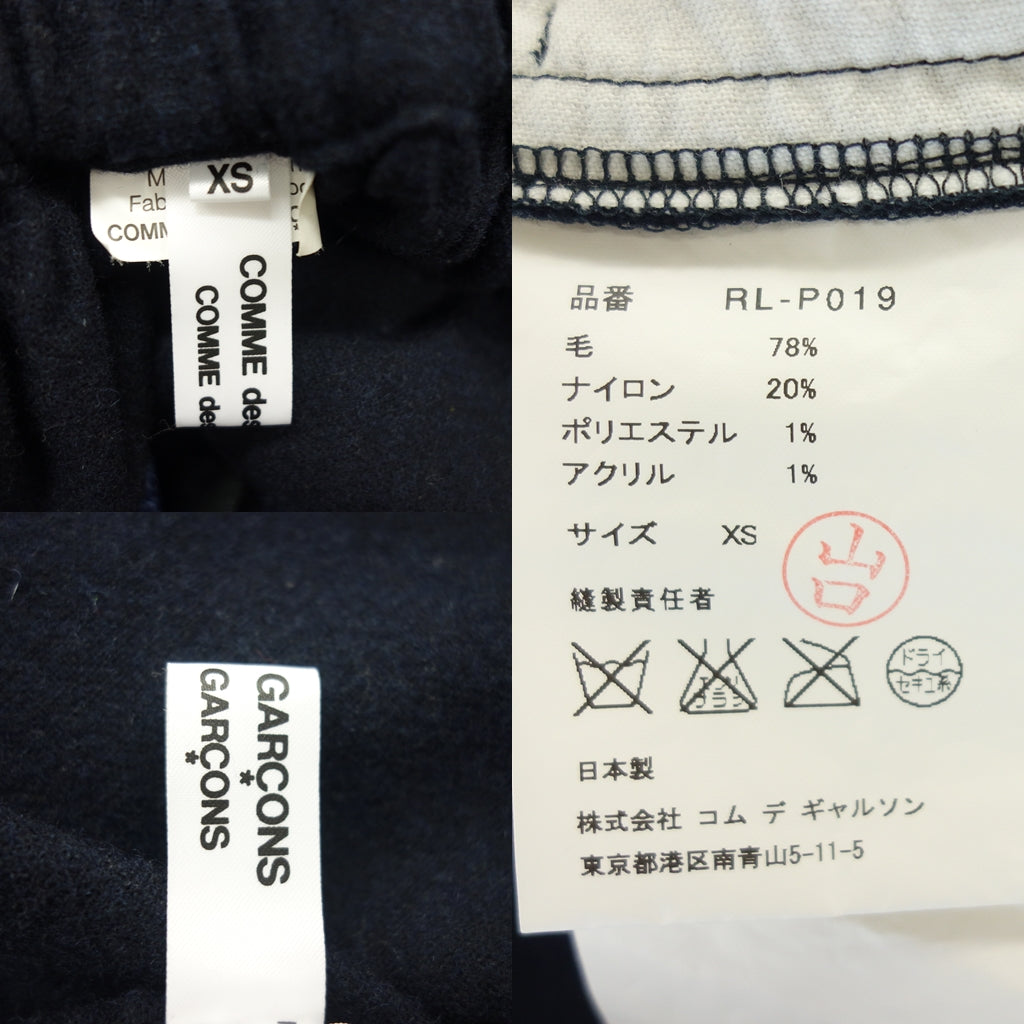 XS
M
Fab
COMM
COMME des
COMME des
GARÇONS
GARÇONS
品番 RL-P019
毛 78%
ナイロン 20%
ポリエステル 1%
アクリル 1%
サイズ XS
山口
縫製責任者
ドライ
セキユ系
日本製
株式会社 コム デ ギャルソン
東京都港区南青山5-11-5